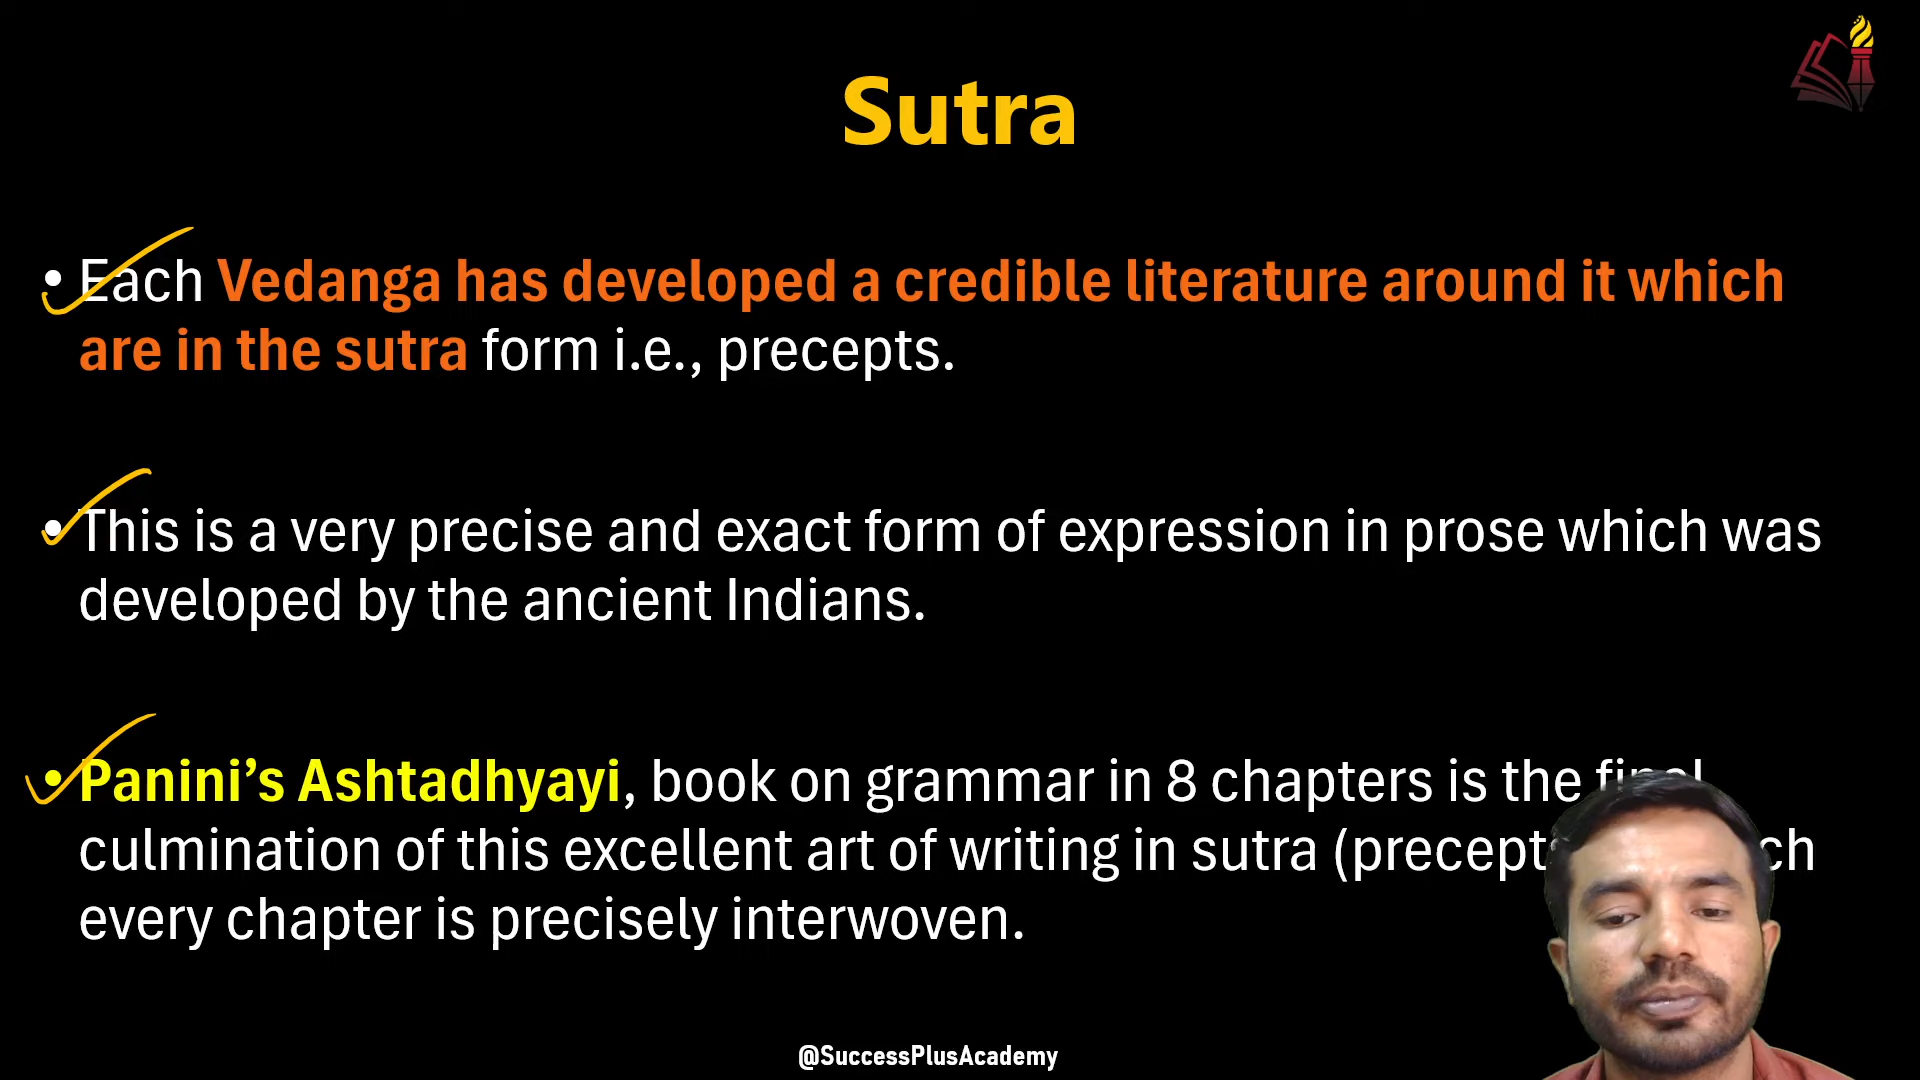 Sutra
• Each Vedanga has developed a credible literature around it which
are in the sutra form i.e., precepts.
• This is a very precise and exact form of expression in prose which was
developed by the ancient Indians.
• Panini's Ashtadhyayi, book on grammar in 8 chapters is the final
culmination of this excellent art of writing in sutra (precepts
every chapter is precisely interwoven.
@SuccessPlusAcademy